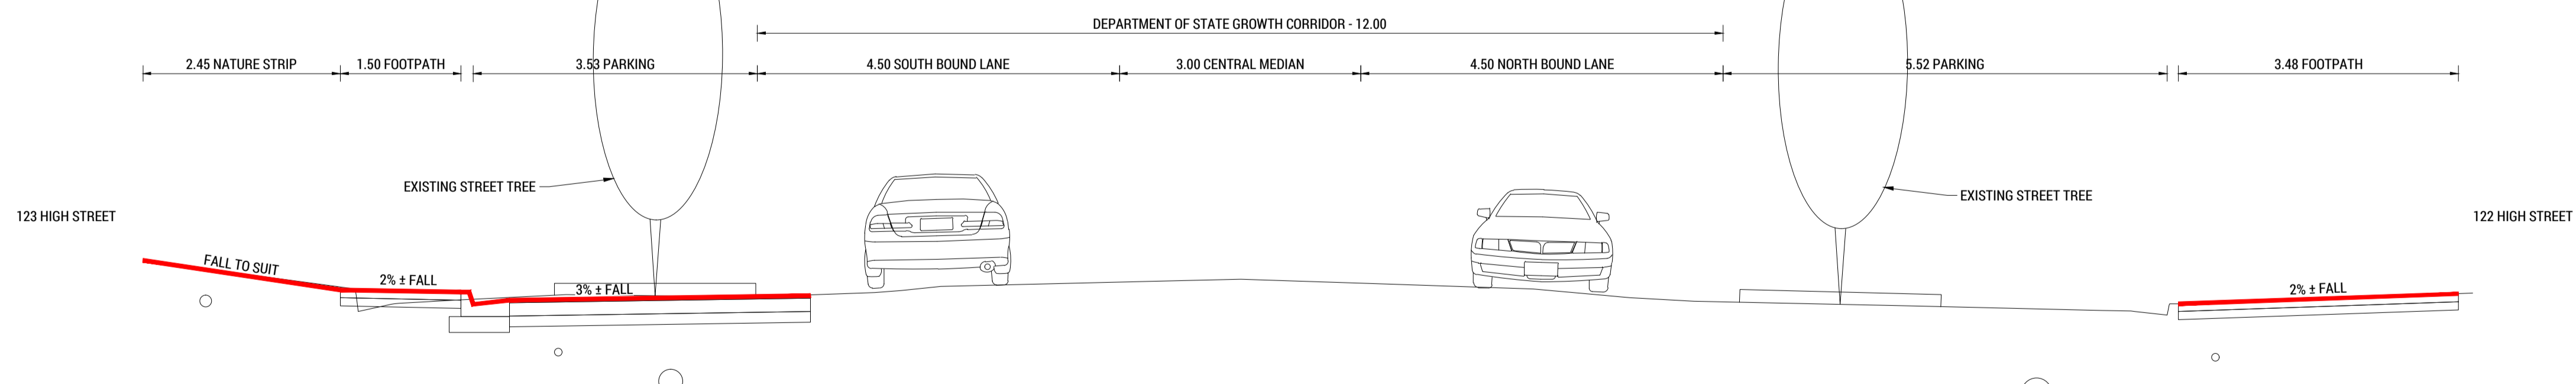 DEPARTMENT OF STATE GROWTH CORRIDOR - 12.00
2.45 NATURE STRIP
1.50 FOOTPATH
3.53 PARKING
4.50 SOUTH BOUND LANE
3.00 CENTRAL MEDIAN
4.50 NORTH BOUND LANE
5.52 PARKING
3.48 FOOTPATH
EXISTING STREET TREE
EXISTING STREET TREE
123 HIGH STREET
122 HIGH STREET
FALL TO SUIT
2% ± FALL
3% ± FALL
2% ± FALL